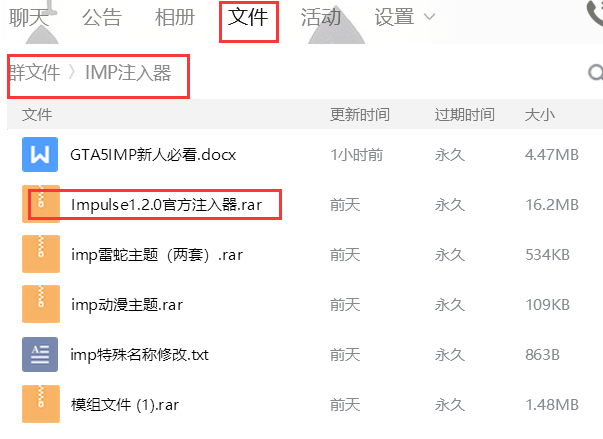 聊天 公告 相册 文件 活动 设置
群文件 〉IMP注入器
文件 更新时间 过期时间 大小
GTA5IMP新人必看.docx 1小时前 永久 4.47MB
Impulse1.2.0官方注入器.rar 前天 永久 16.2MB
imp雷蛇主题（两套）.rar 前天 永久 534KB
imp动漫主题.rar 前天 永久 109KB
imp特殊名称修改.txt 前天 永久 863B
模组文件 (1).rar 前天 永久 1.48MB